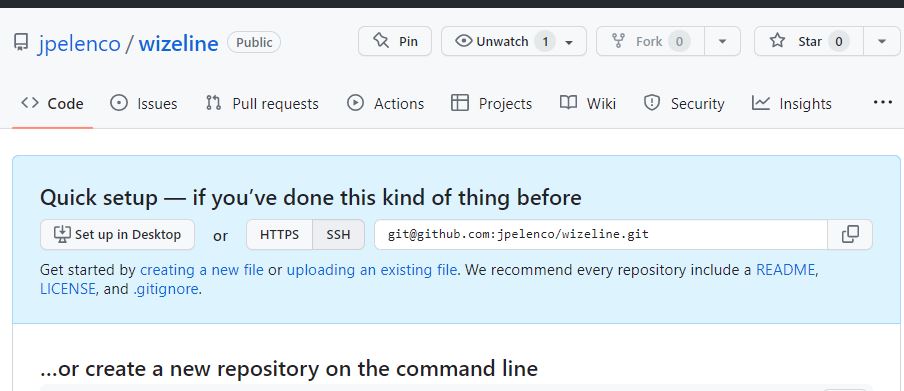 jpelenco / wizeline Public Pin Unwatch 1 Fork 0 Star 0
Code Issues Pull requests Actions Projects Wiki Security Insights ...
Quick setup — if you’ve done this kind of thing before
Set up in Desktop or HTTPS SSH git@github.com:jpelenco/wizeline.git
Get started by creating a new file or uploading an existing file. We recommend every repository include a README,
LICENSE, and .gitignore.
…or create a new repository on the command line